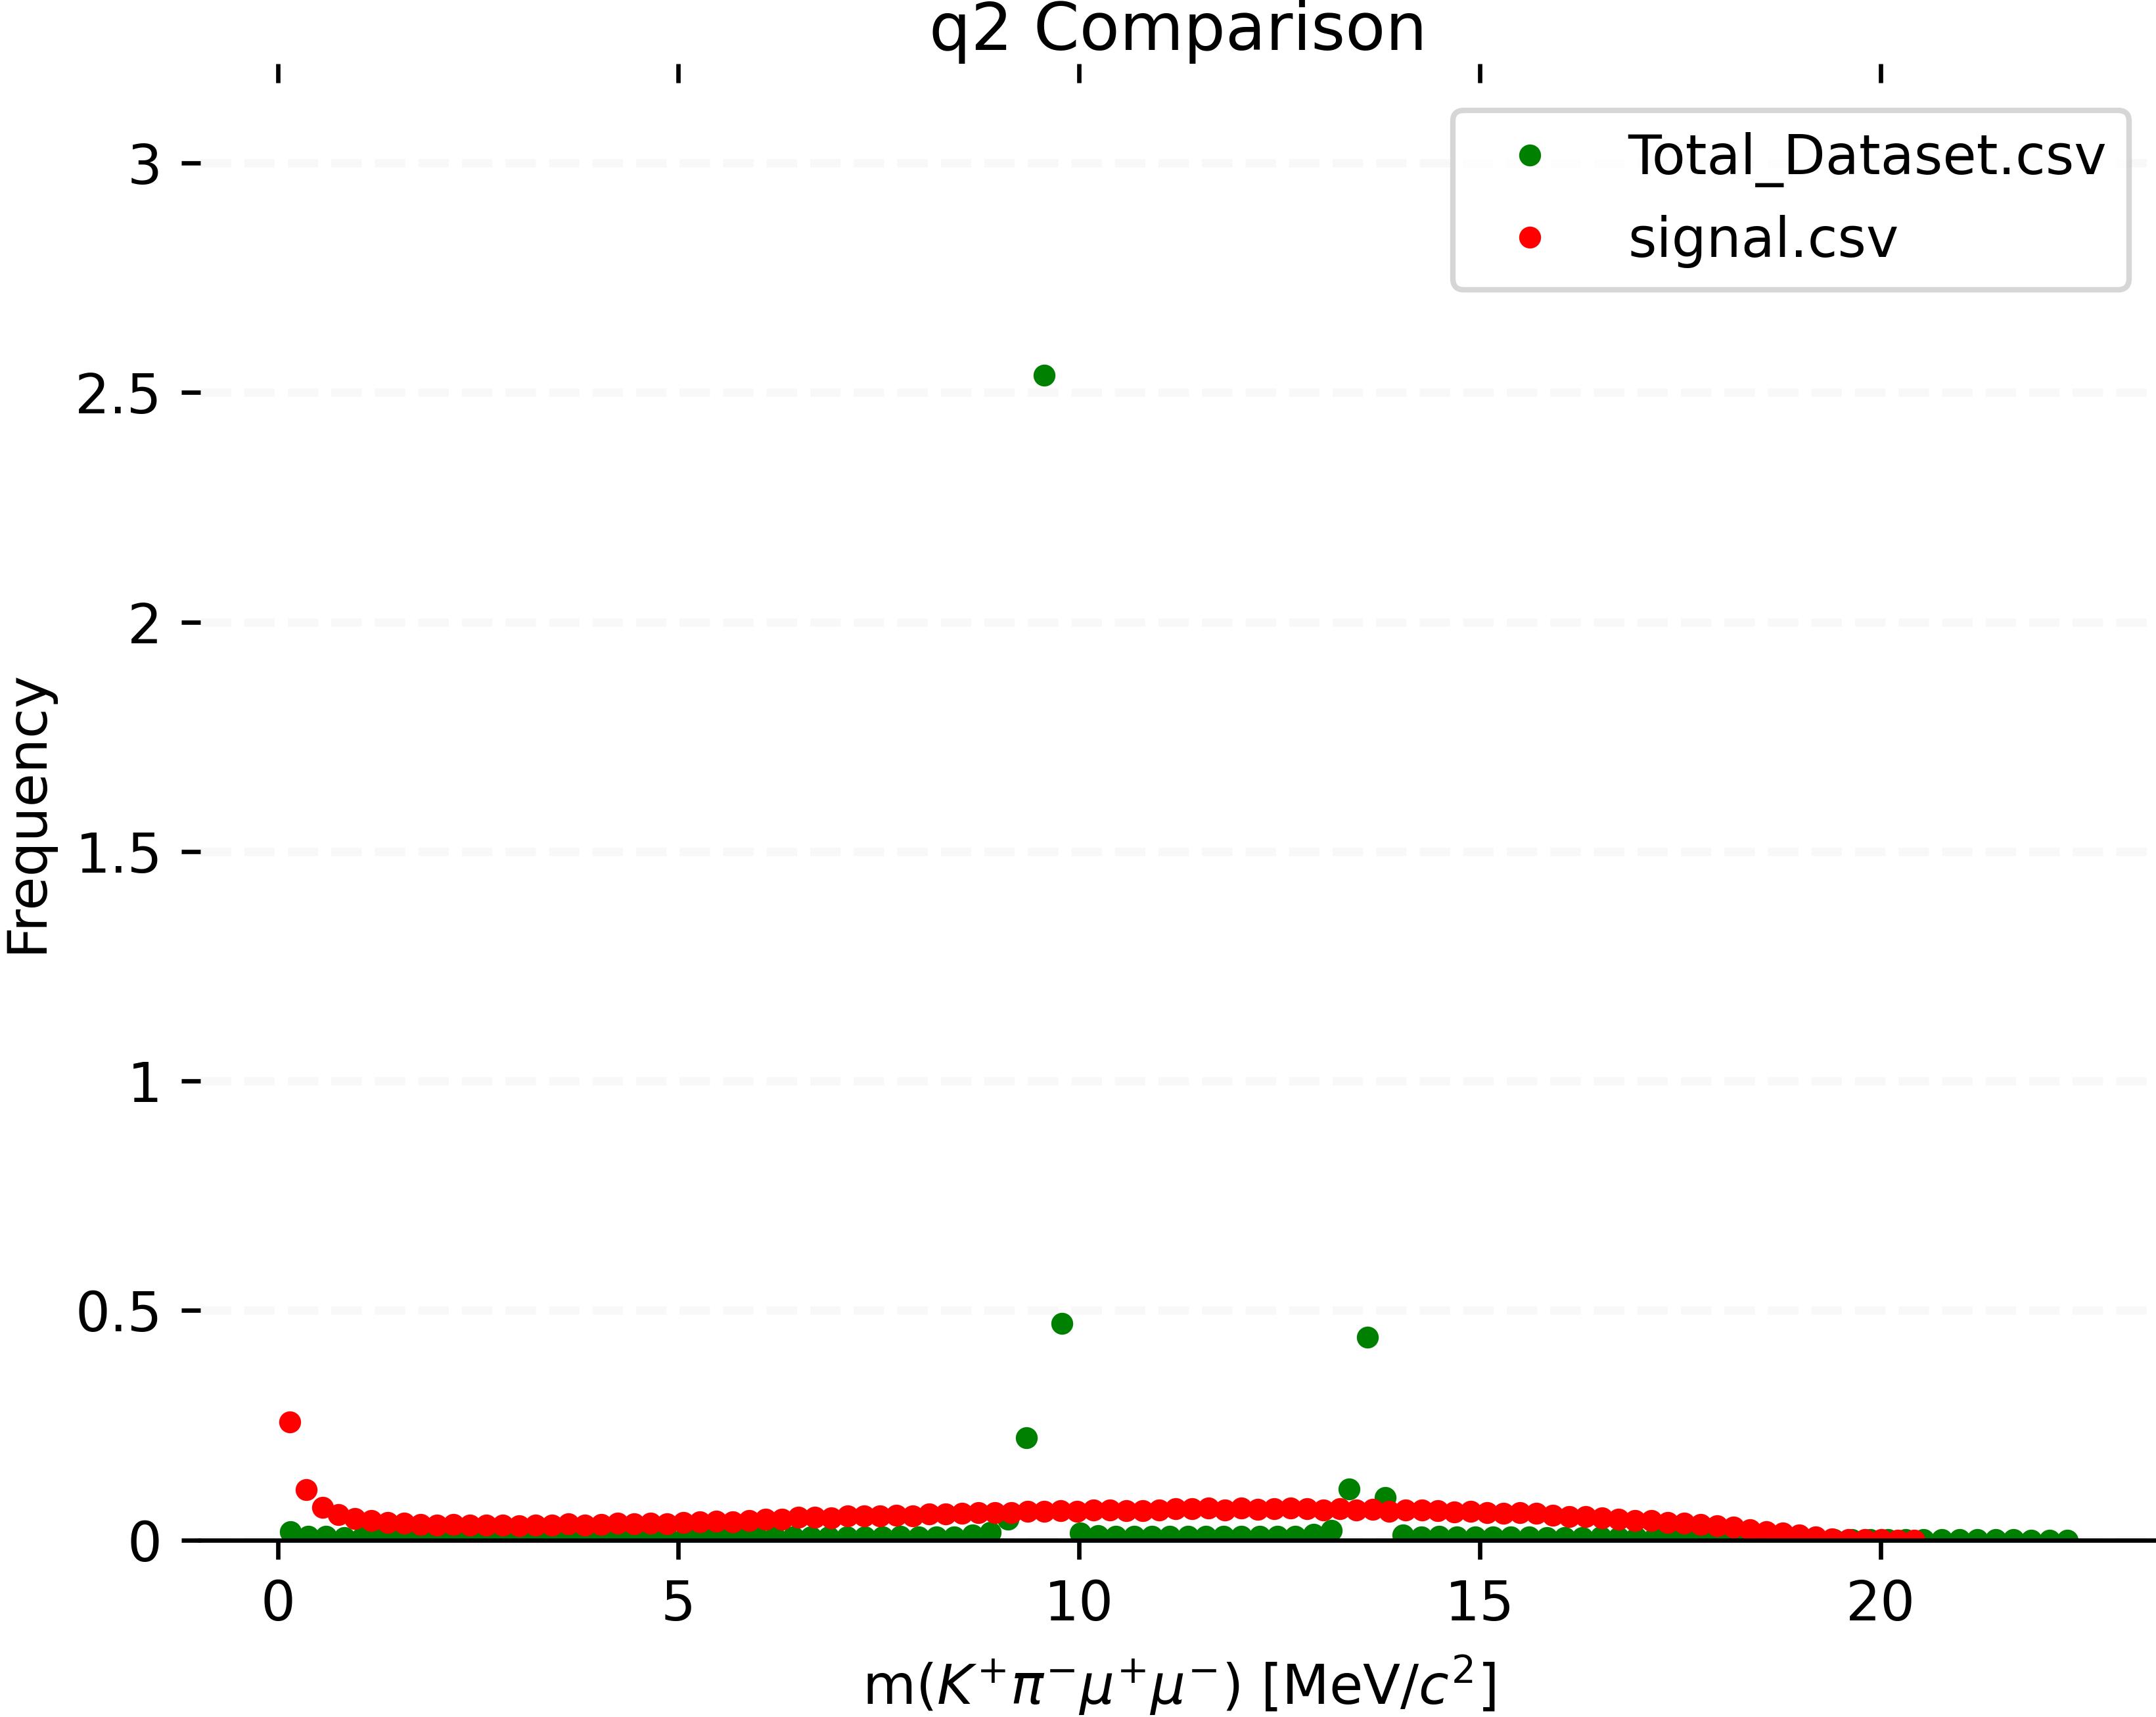 q2 Comparison
Total_Dataset.csv
signal.csv
3
2.5
2
1.5
1
0.5
0
Frequency
0 5 10 15 20
m(K⁺π⁻μ⁺μ⁻) [MeV/c²]